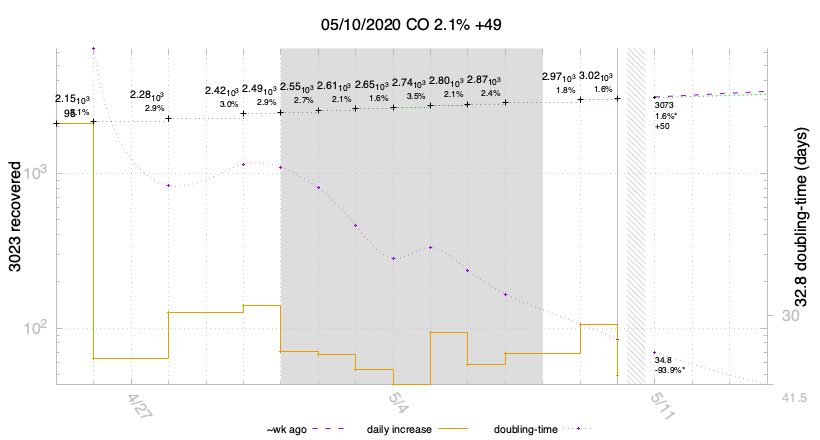 05/10/2020 CO 2.1% +49
2.1510³ 2.2810³ 2.4210³ 2.4910³ 2.5510³ 2.6110³ 2.6510³ 2.7410³ 2.8010³ 2.8710³ 2.9710³ 3.0210³
2.9% 3.0% 2.9% 2.7% 2.1% 1.6% 3.5% 2.1% 2.4% 1.8% 1.6%
3073
1.6%*
+50
10³
10²
3023 recovered
32.8 doubling-time (days)
30
41.5
34.8
-93.9%*
4/27 5/4 5/11
~wk ago daily increase doubling-time